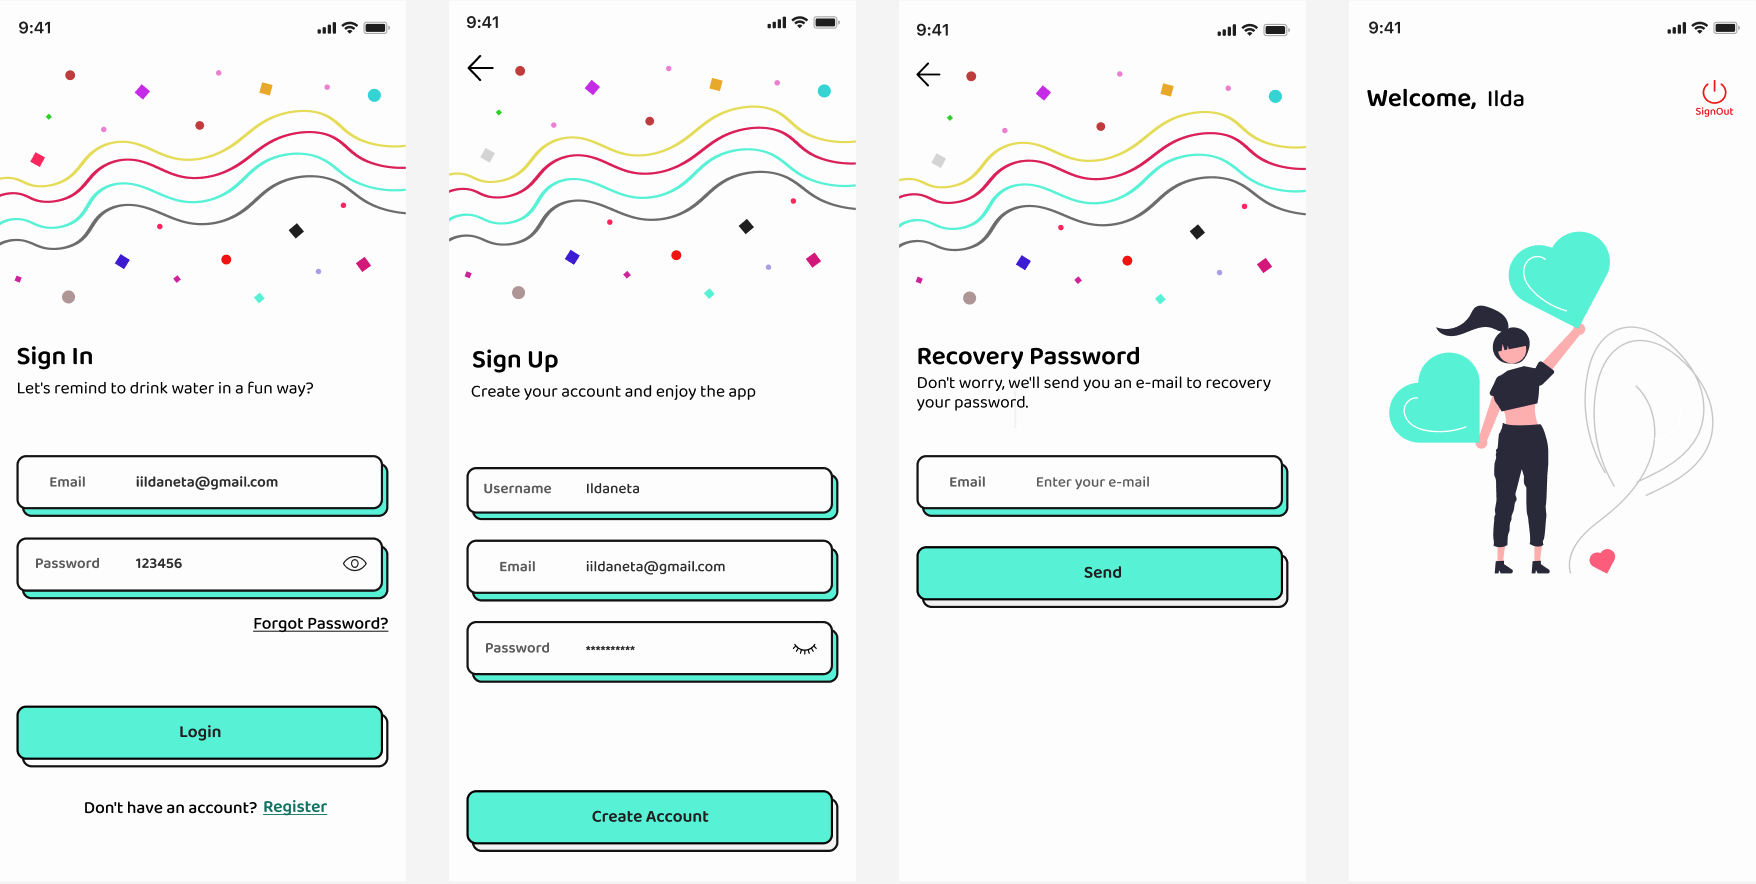 9:41
Sign In
Let's remind to drink water in a fun way?
Email iildaneta@gmail.com
Password 123456
Forgot Password?
Login
Don't have an account? Register
9:41
Sign Up
Create your account and enjoy the app
Username Ildaneta
Email iildaneta@gmail.com
Password **********
Create Account
9:41
Recovery Password
Don't worry, we'll send you an e-mail to recovery
your password.
Email Enter your e-mail
Send
9:41
Welcome, Ilda
SignOut